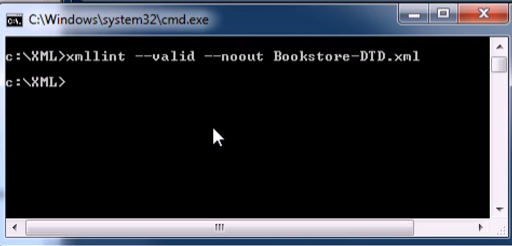 C:\Windows\system32\cmd.exe
c:\XML>xmllint --valid --noout Bookstore-DTD.xml
c:\XML>